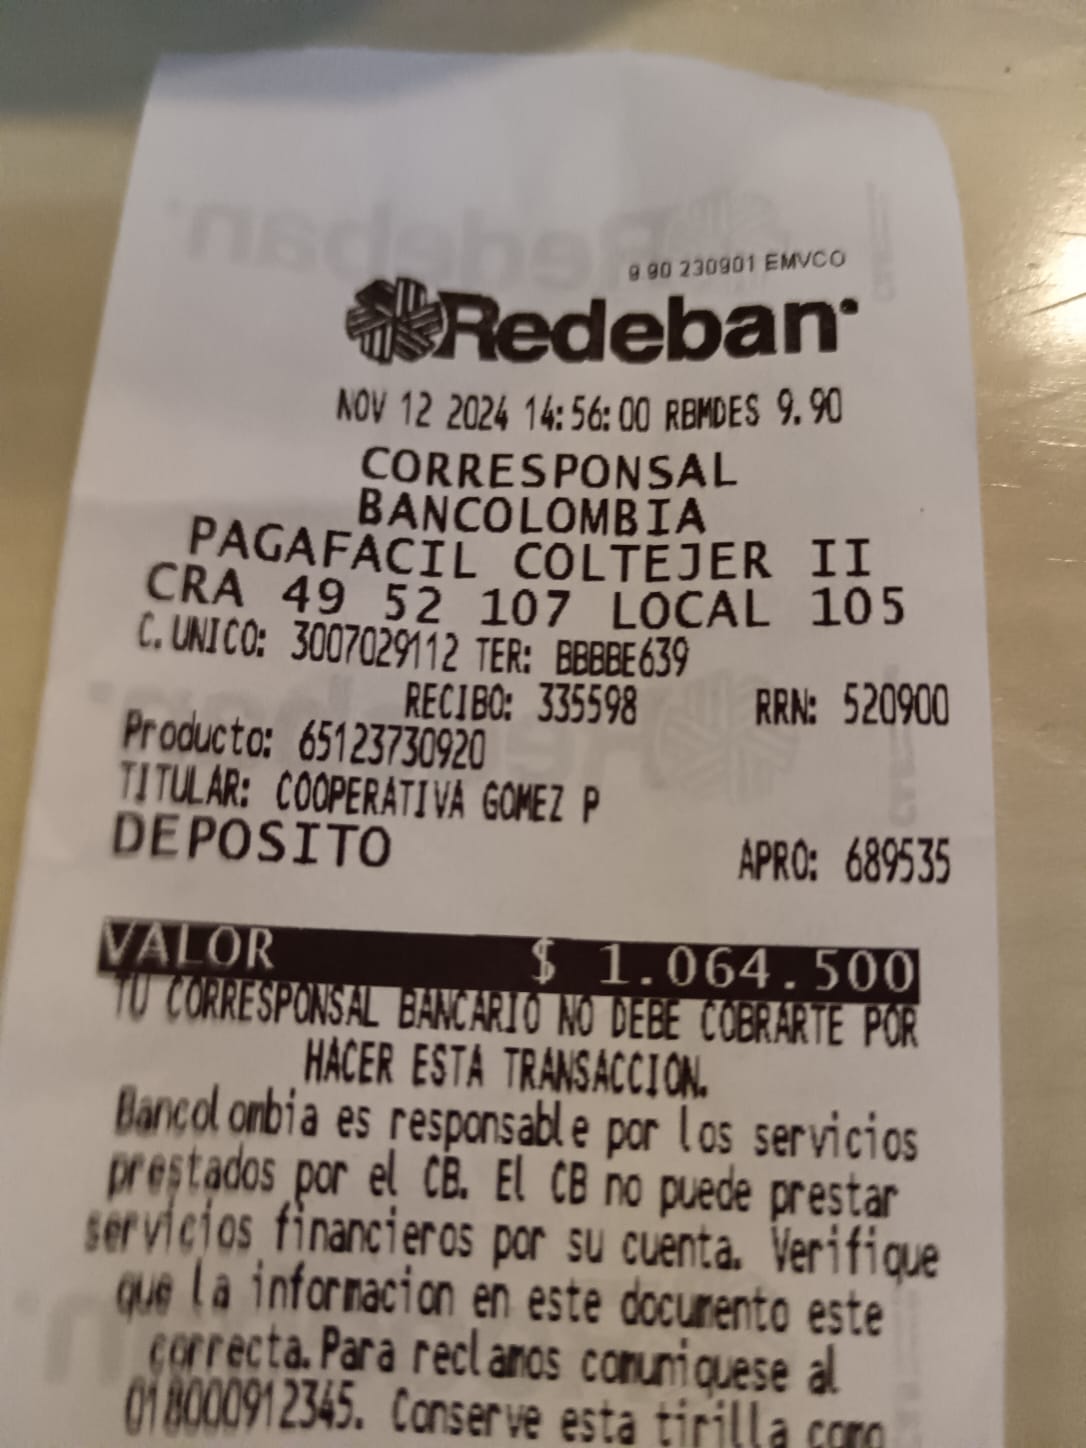 9 90 230901 EMVCO
Redeban
NOV 12 2024 14:56:00 RBMDES 9.90
CORRESPONSAL
BANCOLOMBIA
PAGAFACIL COLTEJER II
CRA 49 52 107 LOCAL 105
C.UNICO: 3007029112 TER: BBBBE639
RECIBO: 335598 RRN: 520900
Producto: 65123730920
TITULAR: COOPERATIVA GOMEZ P
DEPOSITO APRO: 689535
VALOR $ 1.064.500
TU CORRESPONSAL BANCARIO NO DEBE COBRARTE POR
HACER ESTA TRANSACCION.
Bancolombia es responsable por los servicios
prestados por el CB. El CB no puede prestar
servicios financieros por su cuenta. Verifique
que la informacion en este documento este
correcta.Para reclamos comuniquese al
018000912345. Conserve esta tirilla como